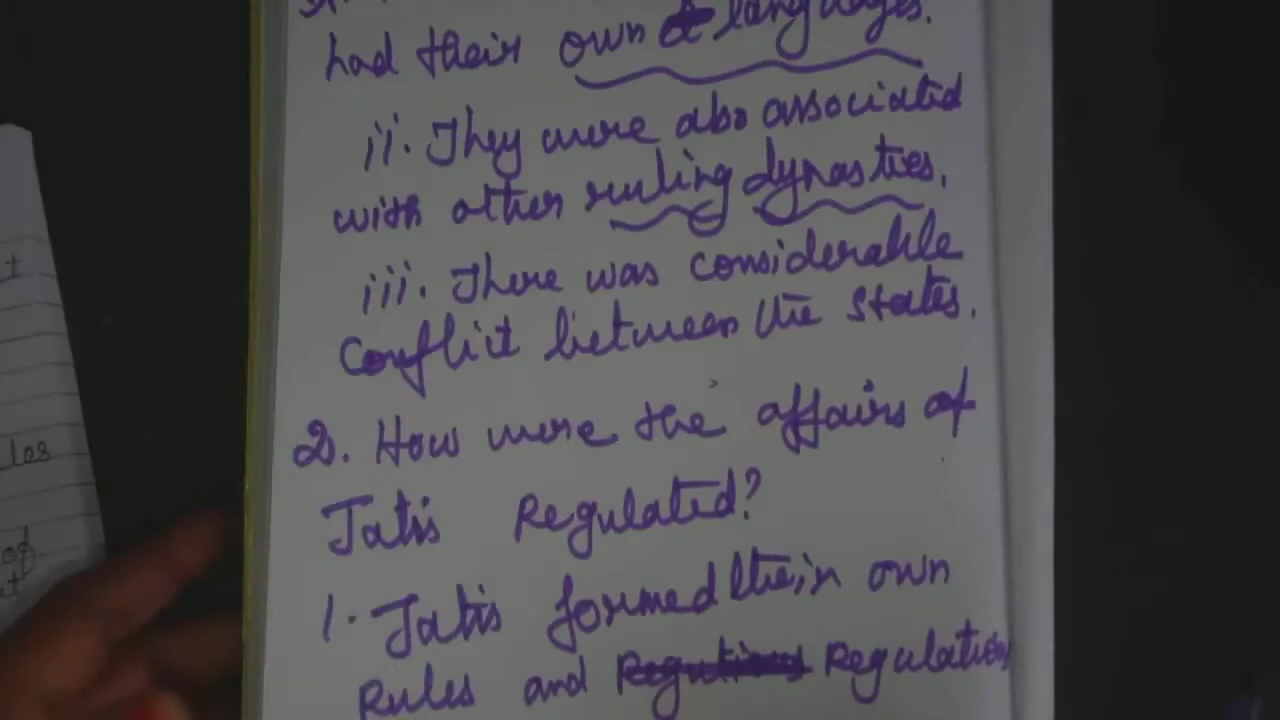 had their own languages.
ii. They were also associated
with other ruling dynasties.
iii. There was considerable
conflict between the states.
2. How were the affairs of
Jatis Regulated?
1. Jatis formed their own
Rules and Regulation